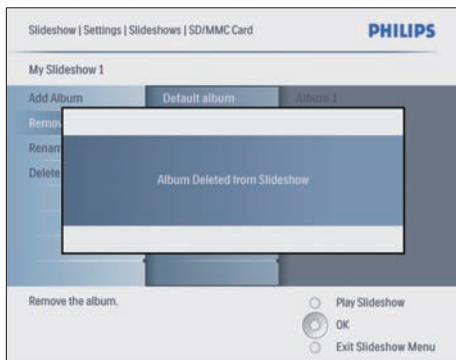 Slideshow | Settings | Slideshows | SD/MMC Card
PHILIPS
My Slideshow 1
Add Album
Default album
Album 1
Album Deleted from Slideshow
Remove the album.
Play Slideshow
OK
Exit Slideshow Menu